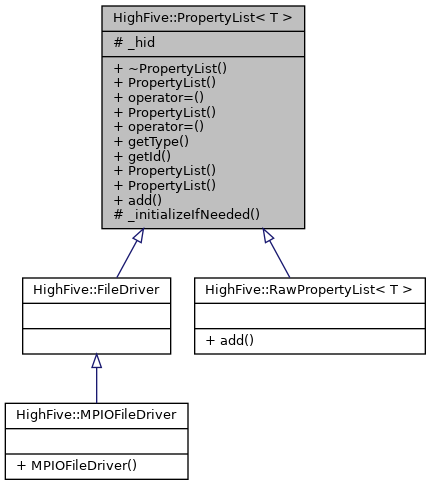 HighFive::PropertyList< T >
# _hid
+ ~PropertyList()
+ PropertyList()
+ operator=()
+ PropertyList()
+ operator=()
+ getType()
+ getId()
+ PropertyList()
+ PropertyList()
+ add()
# _initializeIfNeeded()
HighFive::FileDriver
HighFive::RawPropertyList< T >
+ add()
HighFive::MPIOFileDriver
+ MPIOFileDriver()